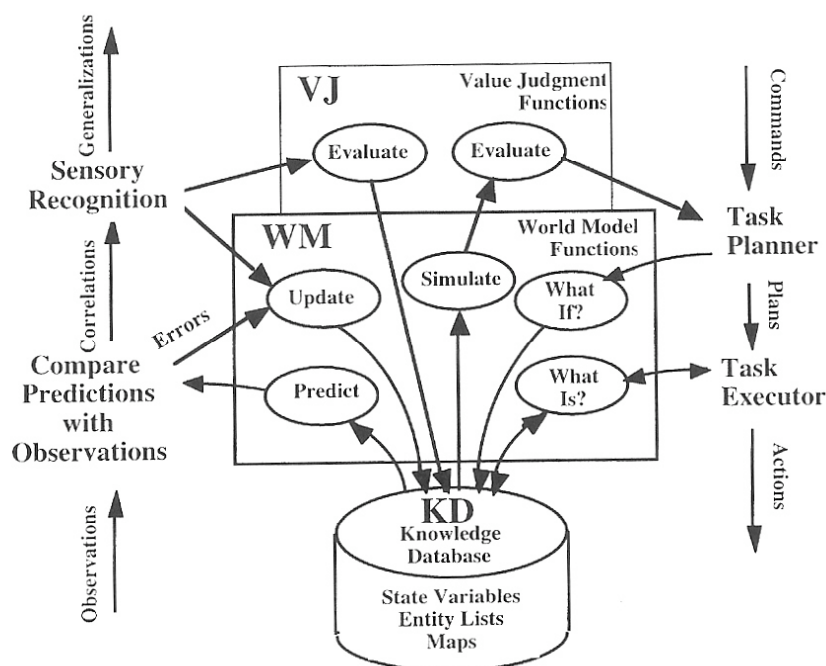 Generalizations
Sensory
Recognition
Correlations
Errors
Compare
Predictions
with
Observations
Observations
VJ
Value Judgment
Functions
Evaluate
Evaluate
WM
World Model
Functions
Update
Simulate
What
If?
Predict
What
Is?
KD
Knowledge
Database
State Variables
Entity Lists
Maps
Commands
Task
Planner
Plans
Task
Executor
Actions